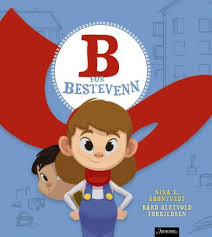 B
FOR
BESTEVENN
NINA E.
GRØNTVEDT
BÅRD SLETVOLD
TORKILDSEN